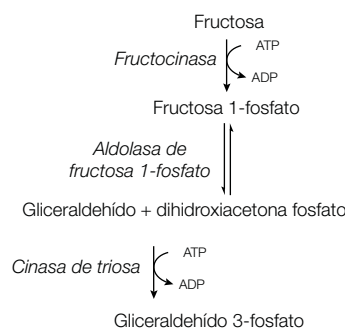 Fructosa
Fructocinasa
ATP
ADP
Fructosa 1-fosfato
Aldolasa de
fructosa 1-fosfato
Gliceraldehído + dihidroxiacetona fosfato
Cinasa de triosa
ATP
ADP
Gliceraldehído 3-fosfato